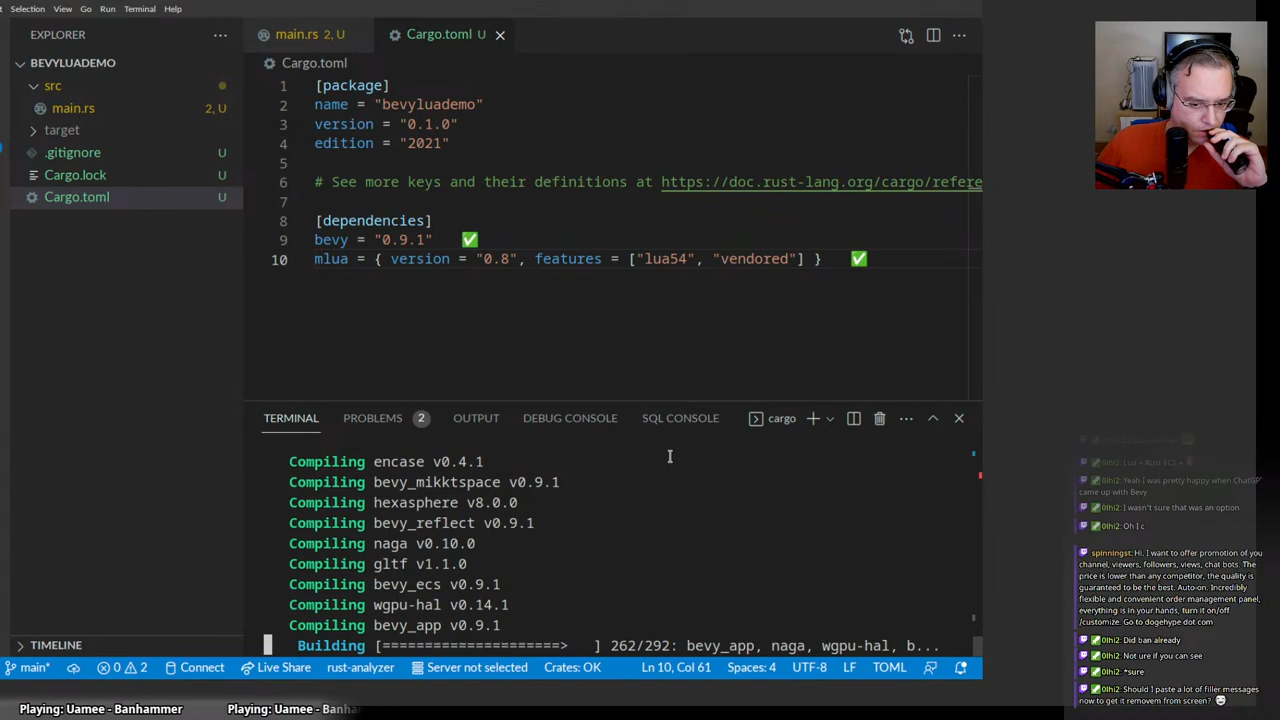 Selection View Go Run Terminal Help
EXPLORER
BEVYLUADEMO
src
main.rs 2, U
target
.gitignore U
Cargo.lock U
Cargo.toml U
TIMELINE
main.rs 2, U
Cargo.toml U
Cargo.toml
1 [package]
2 name = "bevyluademo"
3 version = "0.1.0"
4 edition = "2021"
5
6 # See more keys and their definitions at https://doc.rust-lang.org/cargo/refere
7
8 [dependencies]
9 bevy = "0.9.1" ✅
10 mlua = { version = "0.8", features = ["lua54", "vendored"] } ✅
TERMINAL PROBLEMS 2 OUTPUT DEBUG CONSOLE SQL CONSOLE cargo
Compiling encase v0.4.1
Compiling bevy_mikktspace v0.9.1
Compiling hexasphere v8.0.0
Compiling bevy_reflect v0.9.1
Compiling naga v0.10.0
Compiling gltf v1.1.0
Compiling bevy_ecs v0.9.1
Compiling wgpu-hal v0.14.1
Compiling bevy_app v0.9.1
Building [=====================> ] 262/292: bevy_app, naga, wgpu-hal, b...
main* 0 2 Connect Live Share rust-analyzer Server not selected Crates: OK Ln 10, Col 61 Spaces: 4 UTF-8 LF TOML
Playing: Uamee - Banhammer Playing: Uamee - Banha
0lhi2: Lua + Rust ECS =
0lhi2: Yeah I was pretty happy when ChatGP
came up with Bevy
0lhi2: I wasn"t sure that was an option
0lhi2: Oh I c
spinningst: Hi. I want to offer promotion of you
channel, viewers, followers, views, chat bots. The
price is lower than any competitor, the quality is
guaranteed to be the best. Auto-on. Incredibly
flexible and convenient order management panel,
everything is in your hands, turn it on/off
/customize. Go to dogehype dot com
0lhi2: Did ban already
0lhi2: Not ure if you can see
0lhi2: *sure
0lhi2: Should I paste a lot of filler messages
now to get it removem from screen?